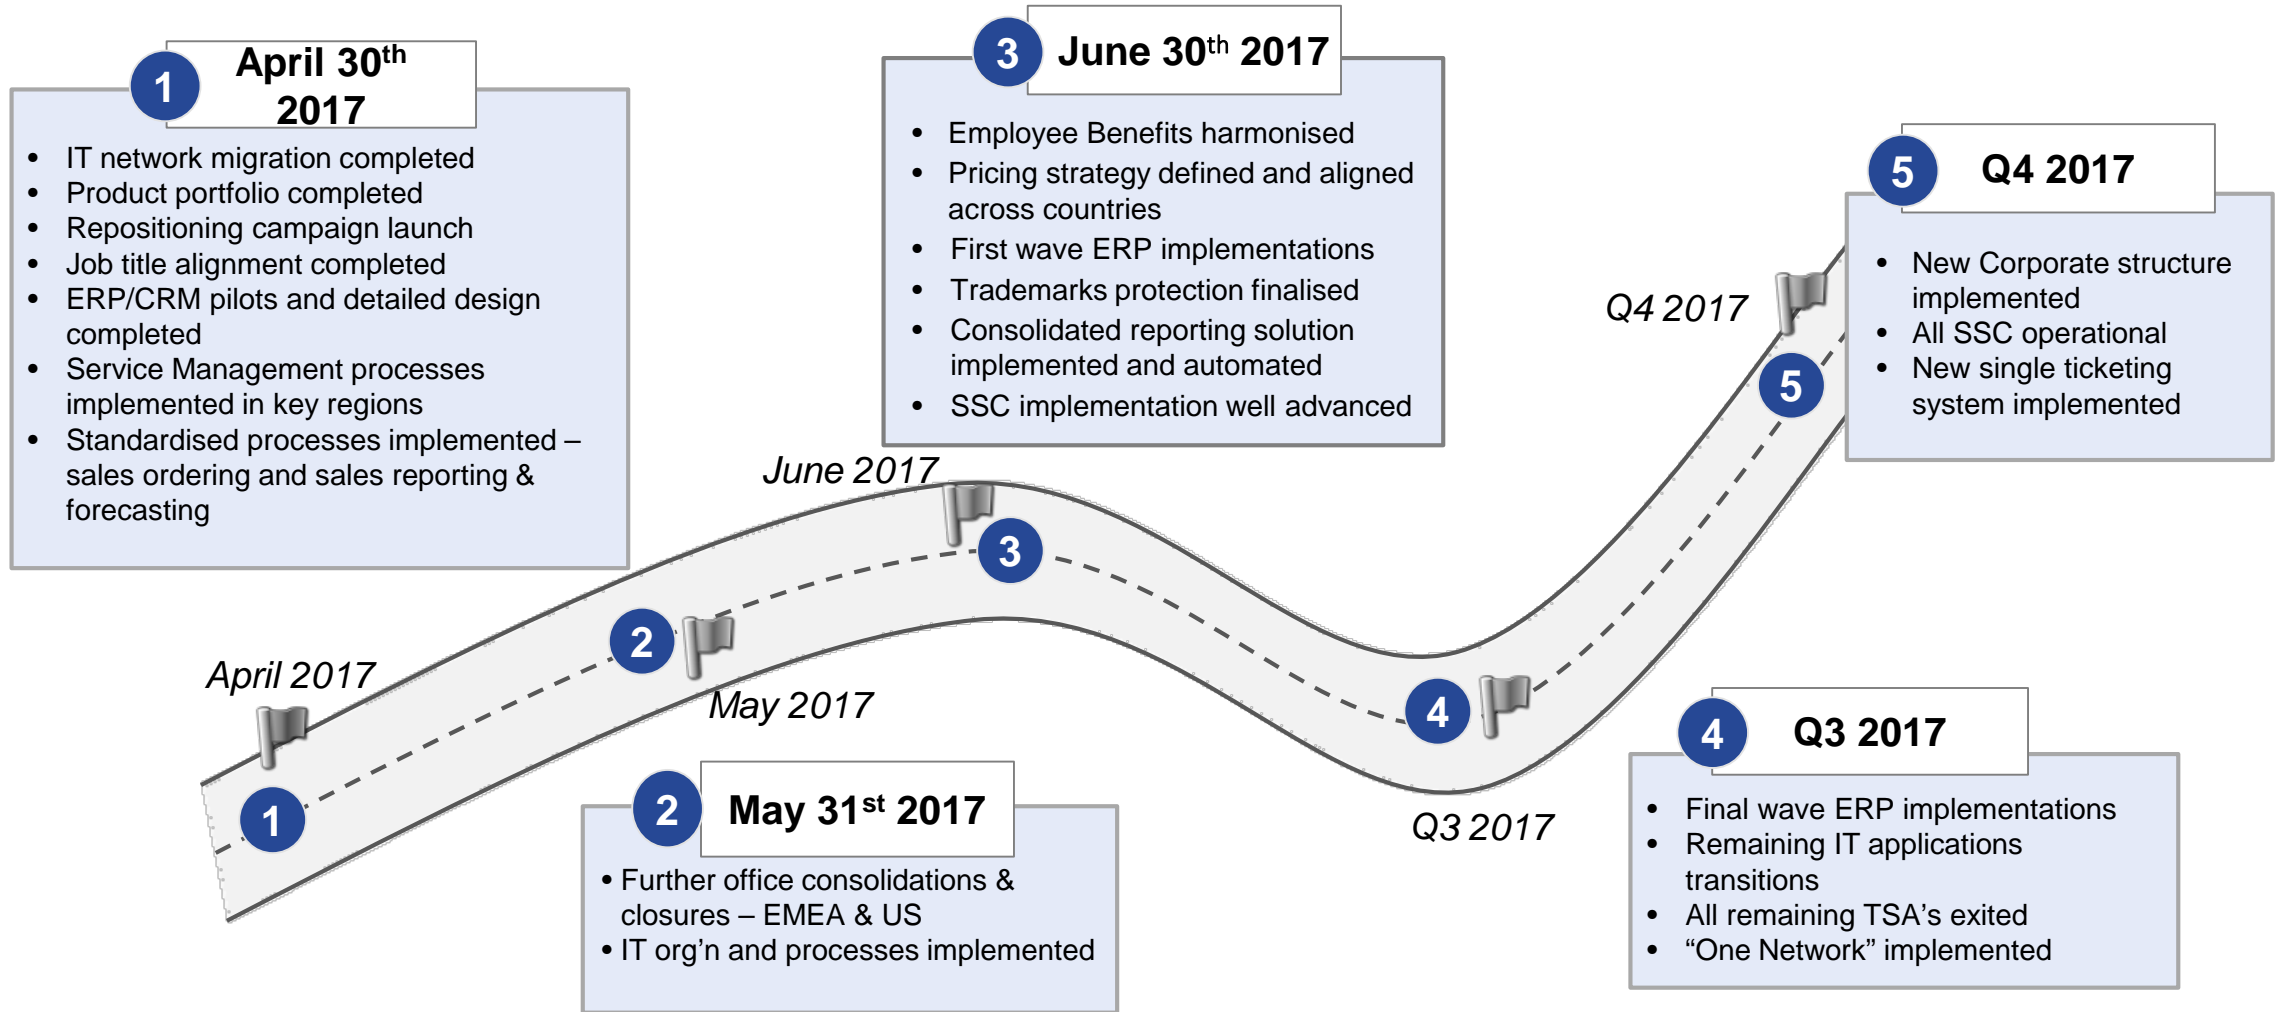 1
April 30th
2017
• IT network migration completed
• Product portfolio completed
• Repositioning campaign launch
• Job title alignment completed
• ERP/CRM pilots and detailed design
completed
• Service Management processes
implemented in key regions
• Standardised processes implemented –
sales ordering and sales reporting &
forecasting
3
June 30th 2017
• Employee Benefits harmonised
• Pricing strategy defined and aligned
across countries
• First wave ERP implementations
• Trademarks protection finalised
• Consolidated reporting solution
implemented and automated
• SSC implementation well advanced
5
Q4 2017
• New Corporate structure
implemented
• All SSC operational
• New single ticketing
system implemented
Q4 2017
5
June 2017
3
2
April 2017
May 2017
4
1
Q3 2017
2
May 31st 2017
• Further office consolidations &
closures – EMEA & US
• IT org’n and processes implemented
4
Q3 2017
• Final wave ERP implementations
• Remaining IT applications
transitions
• All remaining TSA’s exited
• “One Network” implemented